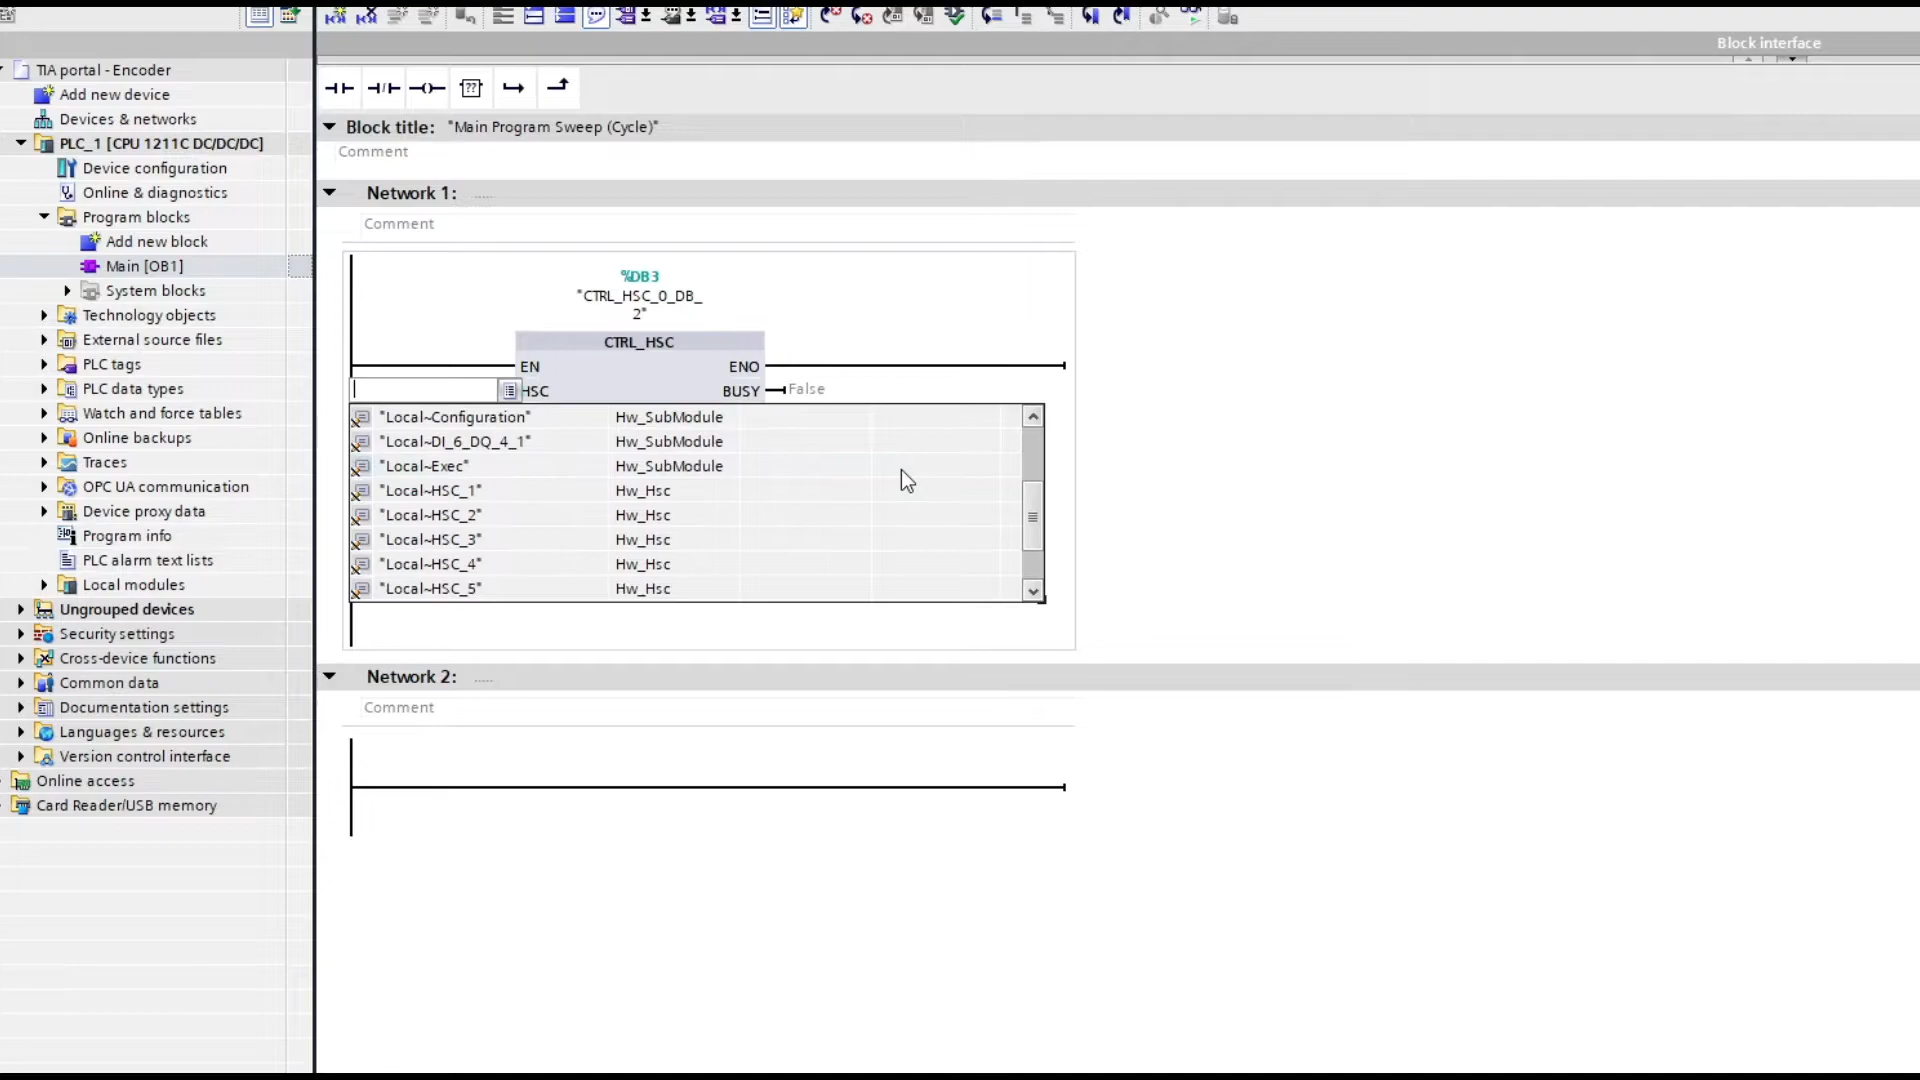 Block interface
TIA portal - Encoder
Add new device
Devices & networks
PLC_1 [CPU 1211C DC/DC/DC]
Device configuration
Online & diagnostics
Program blocks
Add new block
Main [OB1]
System blocks
Technology objects
External source files
PLC tags
PLC data types
Watch and force tables
Online backups
Traces
OPC UA communication
Device proxy data
Program info
PLC alarm text lists
Local modules
Ungrouped devices
Security settings
Cross-device functions
Common data
Documentation settings
Languages & resources
Version control interface
Online access
Card Reader/USB memory
??
Block title: "Main Program Sweep (Cycle)"
Comment
Network 1: .....
Comment
%DB3
"CTRL_HSC_0_DB_
2"
CTRL_HSC
EN ENO
HSC BUSY False
"Local~Configuration" Hw_SubModule
"Local~DI_6_DQ_4_1" Hw_SubModule
"Local~Exec" Hw_SubModule
"Local~HSC_1" Hw_Hsc
"Local~HSC_2" Hw_Hsc
"Local~HSC_3" Hw_Hsc
"Local~HSC_4" Hw_Hsc
"Local~HSC_5" Hw_Hsc
Network 2: .....
Comment